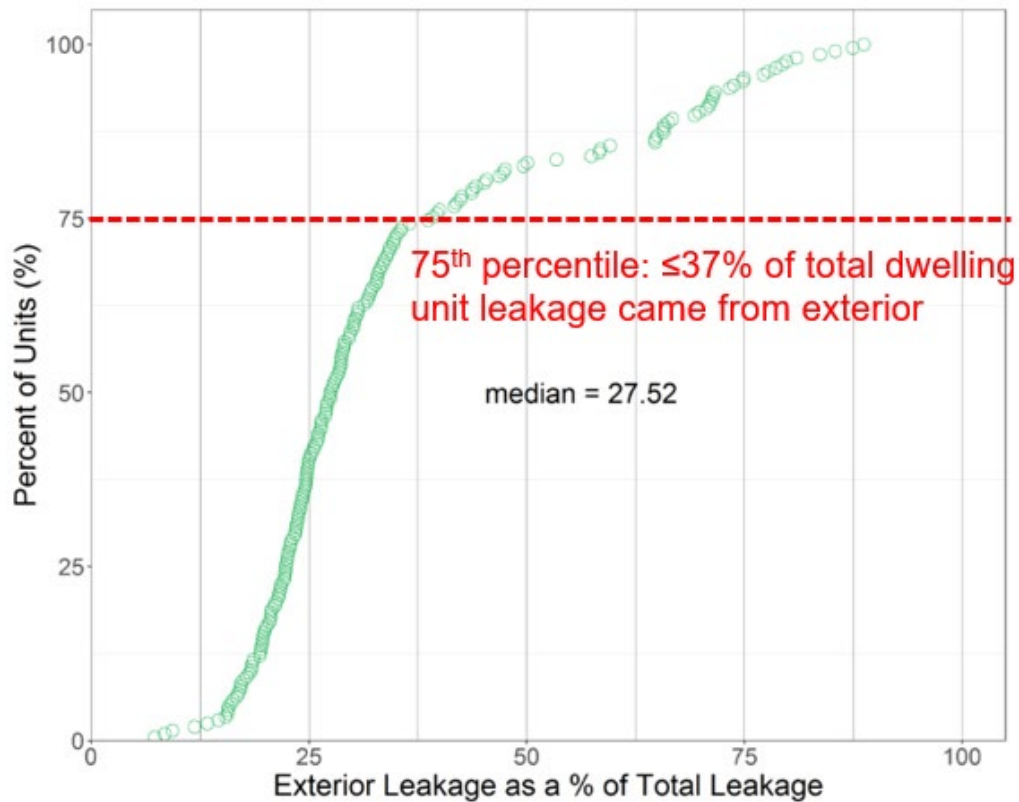 100
75
75th percentile: ≤37% of total dwelling
unit leakage came from exterior
median = 27.52
50
25
0
Percent of Units (%)
0 25 50 75 100
Exterior Leakage as a % of Total Leakage